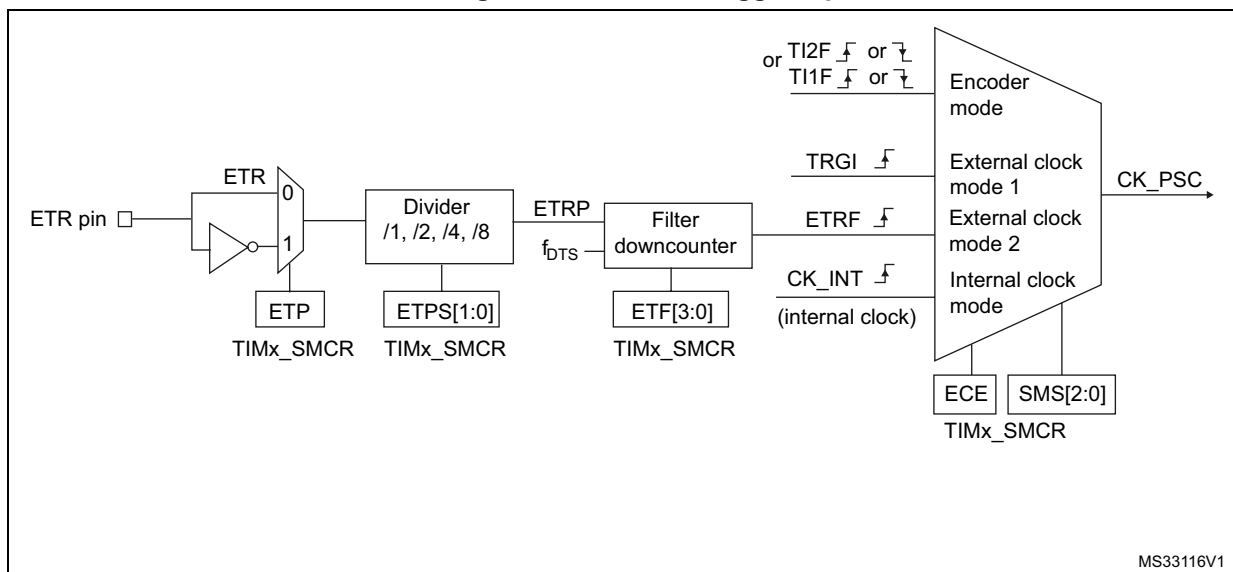 or TI2F or
TI1F or
Encoder
mode
TRGI
External clock
mode 1
CK_PSC
ETR
0
ETR pin
1
Divider
/1, /2, /4, /8
ETRP
fDTS
Filter
downcounter
ETRF
External clock
mode 2
CK_INT
(internal clock)
Internal clock
mode
ETP
TIMx_SMCR
ETPS[1:0]
TIMx_SMCR
ETF[3:0]
TIMx_SMCR
ECE
SMS[2:0]
TIMx_SMCR
MS33116V1